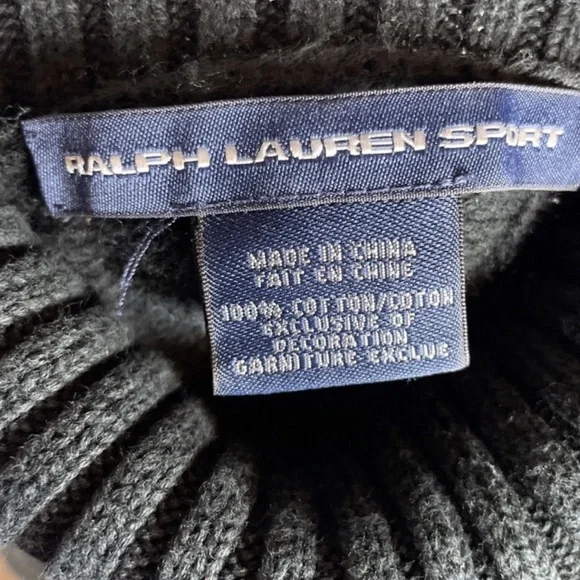 RALPH LAUREN SPORT
MADE IN CHINA
FAIT EN CHINE
100% COTTON/COTON
EXCLUSIVE OF
DECORATION
GARNITURE EXCLUE